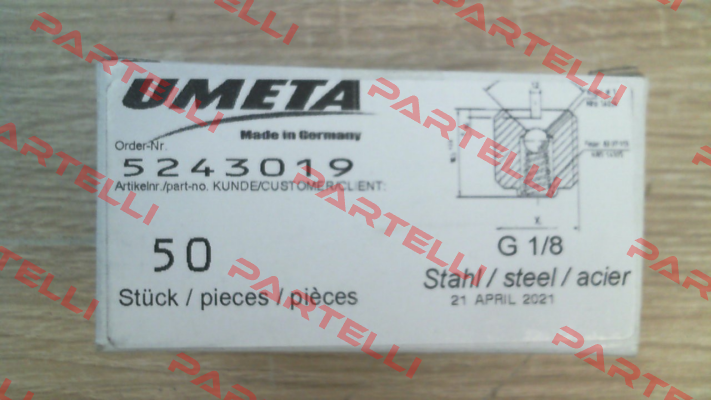 UMETA
Made in Germany
Order-Nr.
5243019
Artikelnr./part-no. KUNDE/CUSTOMER/CLIENT:
50
Stück / pieces / pièces
X
G 1/8
Stahl / steel / acier
21 APRIL 2021
PARTELLI
PARTELLI
PARTELLI
PARTELLI
PARTELLI
PARTELLI
PARTELLI
PARTELLI